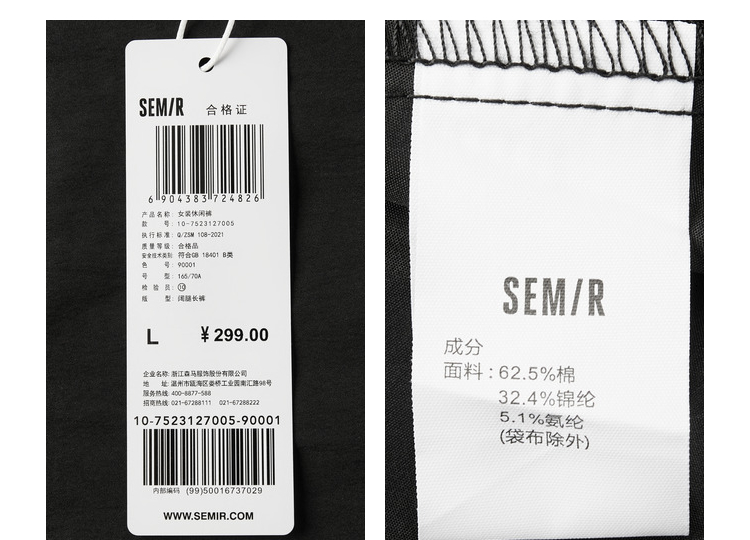 SEM/R 合格证
6 904383 724826
产品名称: 女装休闲裤
款 号: 10-7523127005
执行标准: Q/ZSM 10B-2021
质量等级: 合格品
安全技术类别: 符合GB 18401 B类
色 号: 90001
号 型: 165/70A
检 验 员: ⑩
版 型: 阔腿长裤
L ¥ 299.00
企业名称: 浙江森马服饰股份有限公司
地 址: 温州市瓯海区娄桥工业园南汇路98号
服务热线: 400-8877-588
招商热线: 021-67288111 021-67288222
10-7523127005-90001
内部编码 (99)50016737029
WWW.SEMIR.COM
SEM/R
成分
面料:62.5%棉
32.4%锦纶
5.1%氨纶
(袋布除外)